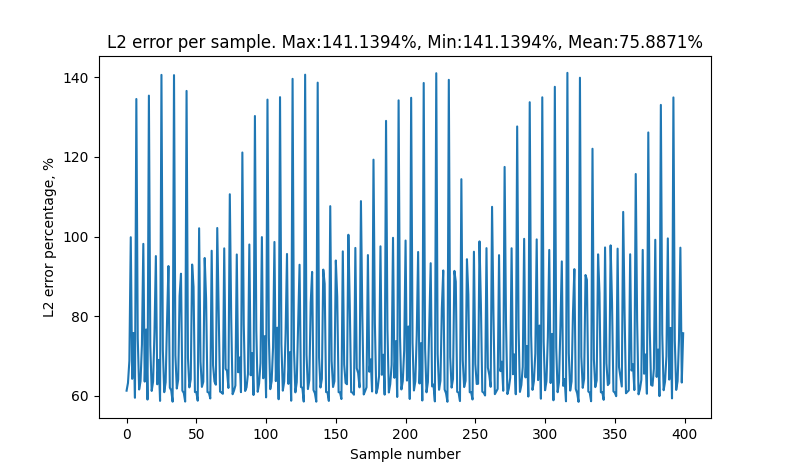 L2 error per sample. Max:141.1394%, Min:141.1394%, Mean:75.8871%
140
120
100
80
60
L2 error percentage, %
0 50 100 150 200 250 300 350 400
Sample number